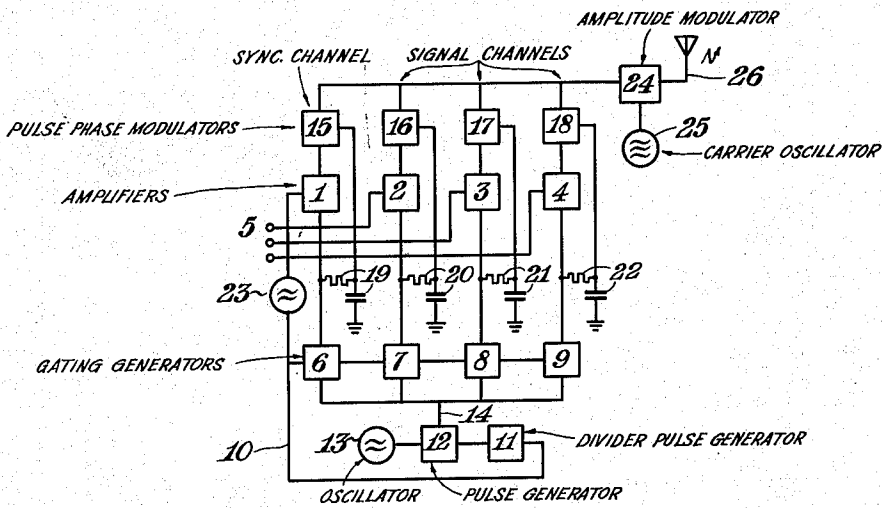 AMPLITUDE MODULATOR
SYNC. CHANNEL
SIGNAL CHANNELS
24
26
PULSE PHASE MODULATORS
15
16
17
18
25
CARRIER OSCILLATOR
AMPLIFIERS
1
2
3
4
5
19
20
21
22
23
GATING GENERATORS
6
7
8
9
14
10
13
12
11
DIVIDER PULSE GENERATOR
OSCILLATOR
PULSE GENERATOR